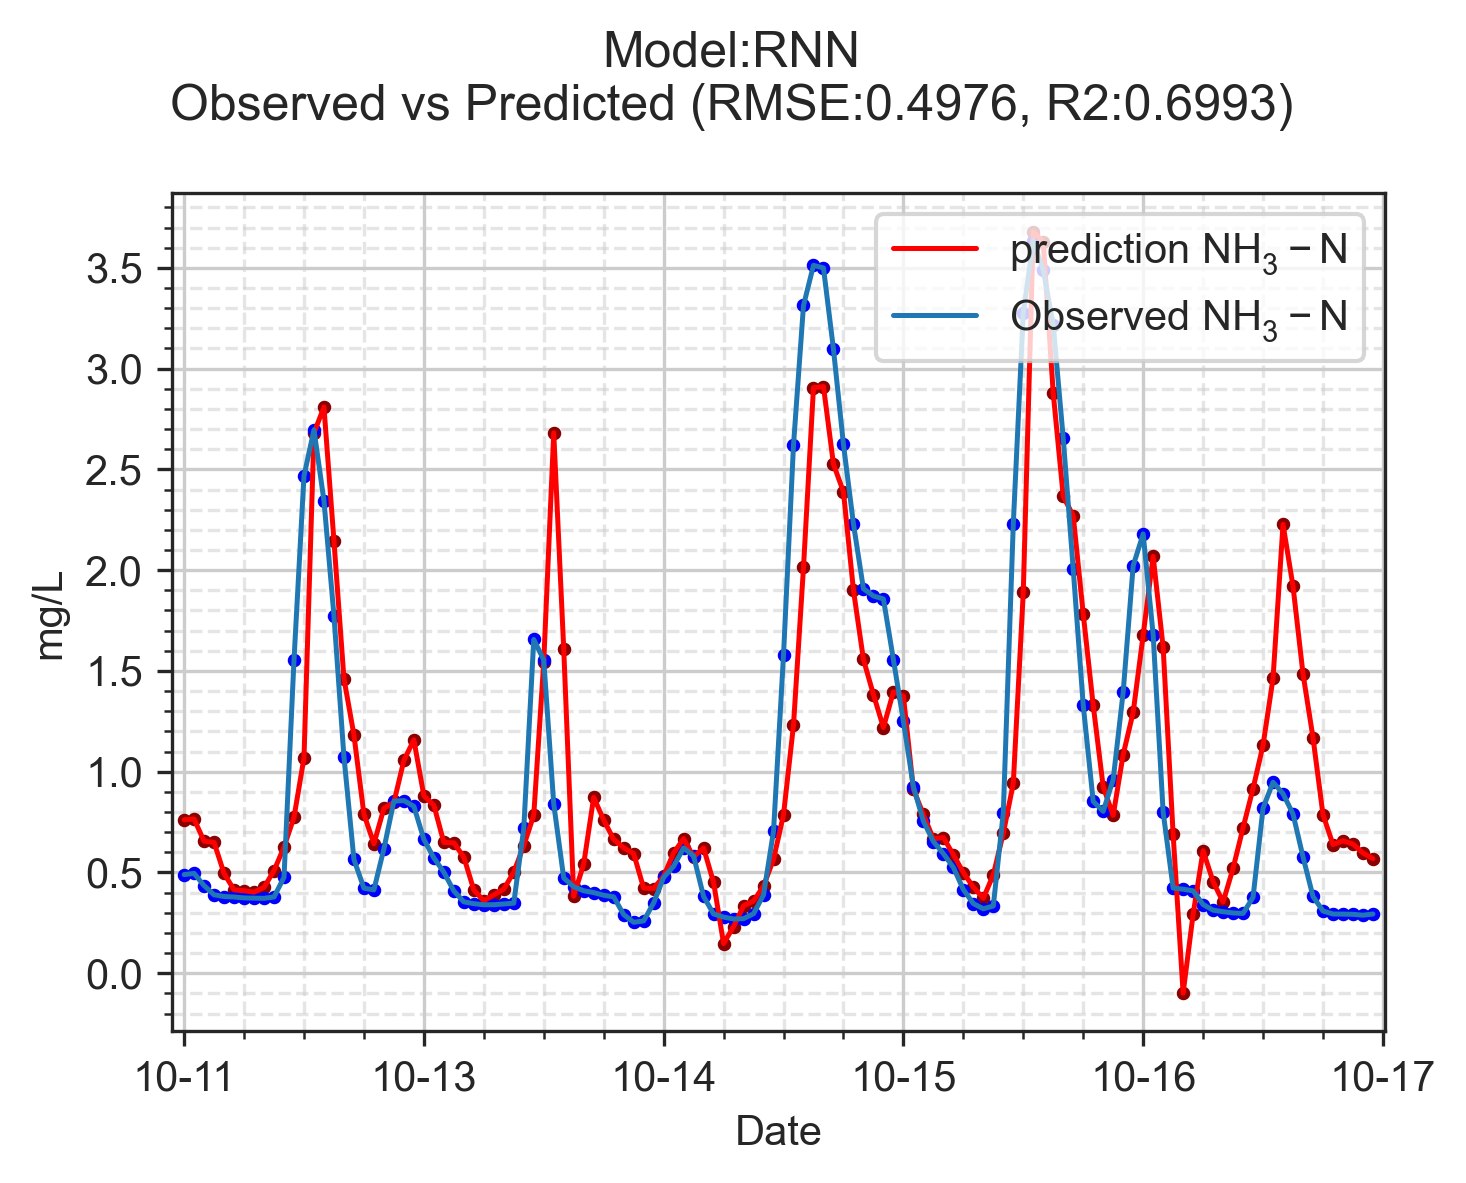 Model:RNN
Observed vs Predicted (RMSE:0.4976, R2:0.6993)
prediction NH₃ − N
Observed NH₃ − N
3.5
3.0
2.5
2.0
1.5
1.0
0.5
0.0
mg/L
10-11 10-13 10-14 10-15 10-16 10-17
Date